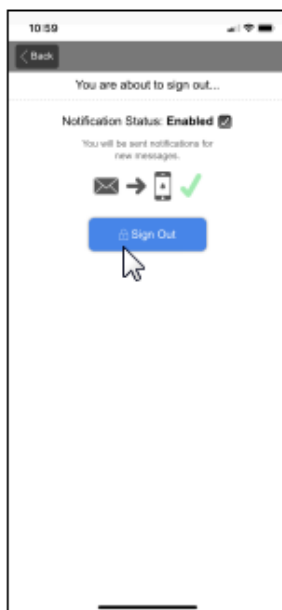 10:59
Back
You are about to sign out...
Notification Status: Enabled
You will be sent notifications for
new messages.
Sign Out